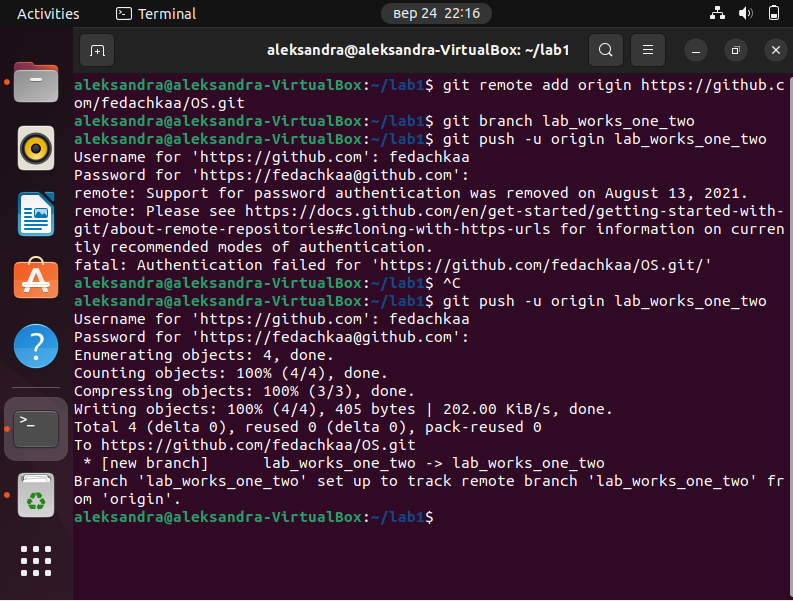 Activities Terminal вер 24 22:16
aleksandra@aleksandra-VirtualBox: ~/lab1
aleksandra@aleksandra-VirtualBox:~/lab1$ git remote add origin https://github.c
om/fedachkaa/OS.git
aleksandra@aleksandra-VirtualBox:~/lab1$ git branch lab_works_one_two
aleksandra@aleksandra-VirtualBox:~/lab1$ git push -u origin lab_works_one_two
Username for 'https://github.com': fedachkaa
Password for 'https://fedachkaa@github.com':
remote: Support for password authentication was removed on August 13, 2021.
remote: Please see https://docs.github.com/en/get-started/getting-started-with-
git/about-remote-repositories#cloning-with-https-urls for information on curren
tly recommended modes of authentication.
fatal: Authentication failed for 'https://github.com/fedachkaa/OS.git/'
aleksandra@aleksandra-VirtualBox:~/lab1$ ^C
aleksandra@aleksandra-VirtualBox:~/lab1$ git push -u origin lab_works_one_two
Username for 'https://github.com': fedachkaa
Password for 'https://fedachkaa@github.com':
Enumerating objects: 4, done.
Counting objects: 100% (4/4), done.
Compressing objects: 100% (3/3), done.
Writing objects: 100% (4/4), 405 bytes | 202.00 KiB/s, done.
Total 4 (delta 0), reused 0 (delta 0), pack-reused 0
To https://github.com/fedachkaa/OS.git
 * [new branch]      lab_works_one_two -> lab_works_one_two
Branch 'lab_works_one_two' set up to track remote branch 'lab_works_one_two' fr
om 'origin'.
aleksandra@aleksandra-VirtualBox:~/lab1$